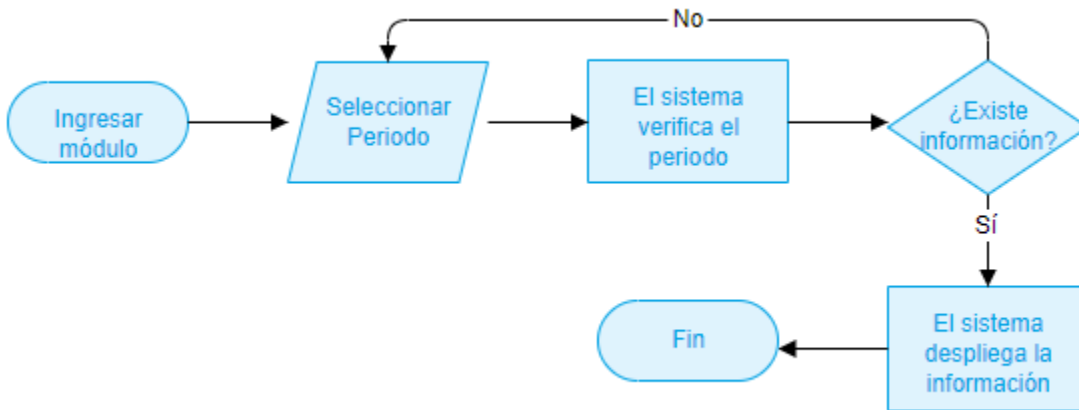 No
Ingresar
módulo
Seleccionar
Periodo
El sistema
verifica el
periodo
¿Existe
información?
Sí
El sistema
despliega la
información
Fin